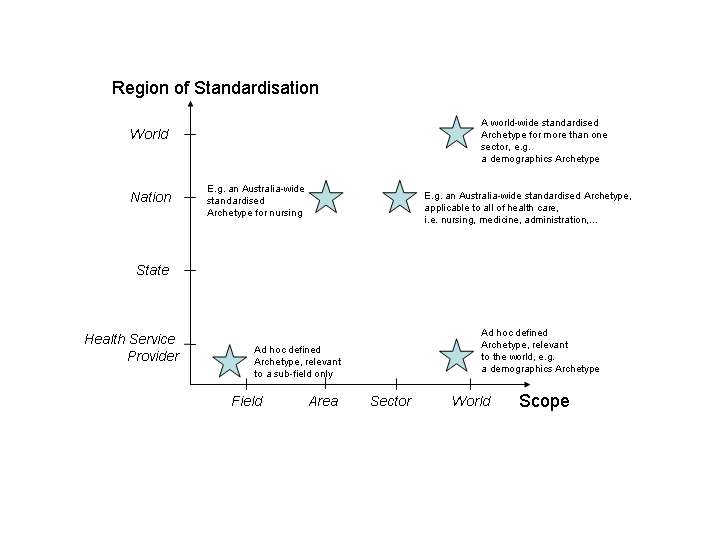 Region of Standardisation
World
A world-wide standardised
Archetype for more than one
sector, e.g.
a demographics Archetype
Nation
E.g. an Australia-wide
standardised
Archetype for nursing
E.g. an Australia-wide standardised Archetype,
applicable to all of health care,
i.e. nursing, medicine, administration,...
State
Health Service
Provider
Ad hoc defined
Archetype, relevant
to a sub-field only
Ad hoc defined
Archetype, relevant
to the world, e.g.
a demographics Archetype
Field
Area
Sector
World
Scope